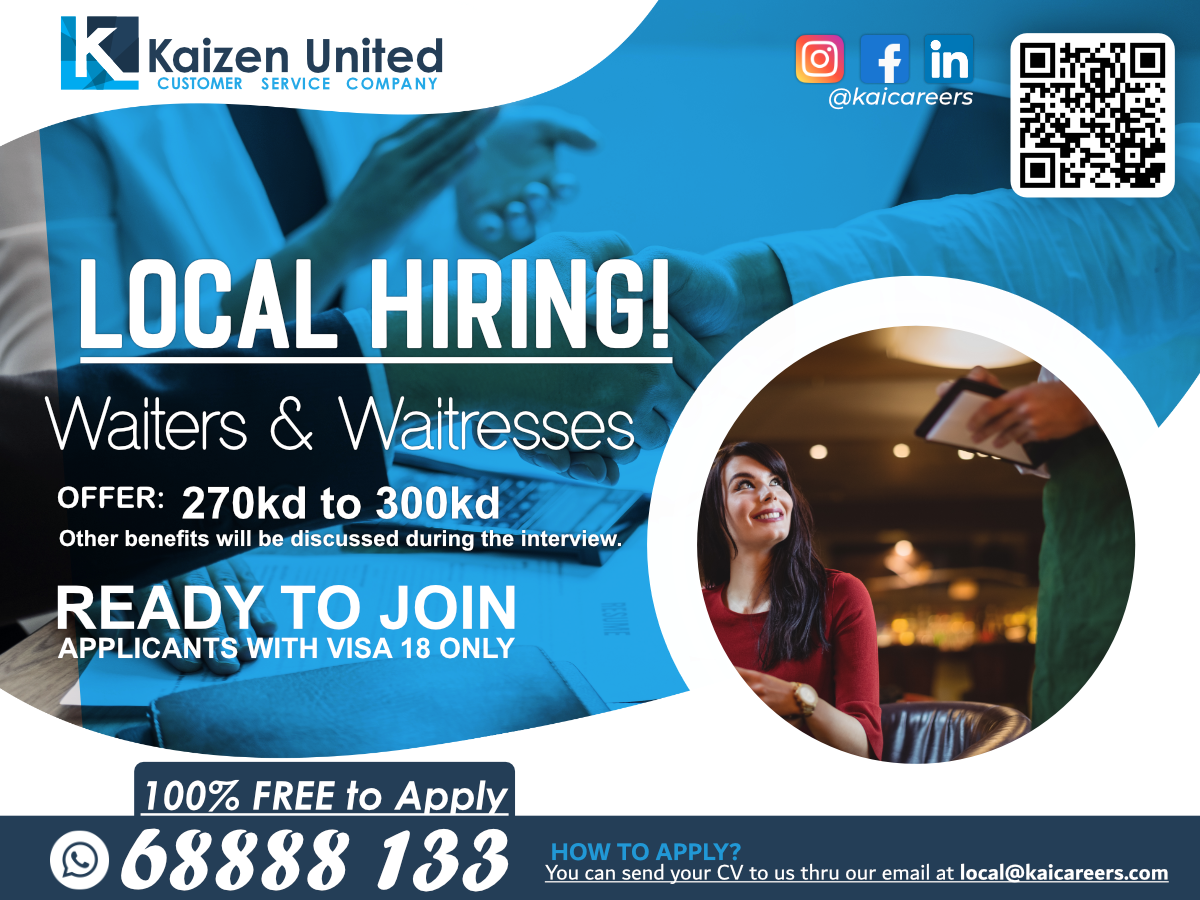 K Kaizen United
CUSTOMER SERVICE COMPANY
@kaicareers
LOCAL HIRING!
Waiters & Waitresses
OFFER: 270kd to 300kd
Other benefits will be discussed during the interview.
READY TO JOIN
APPLICANTS WITH VISA 18 ONLY
RESUME
100% FREE to Apply
68888 133
HOW TO APPLY?
You can send your CV to us thru our email at local@kaicareers.com